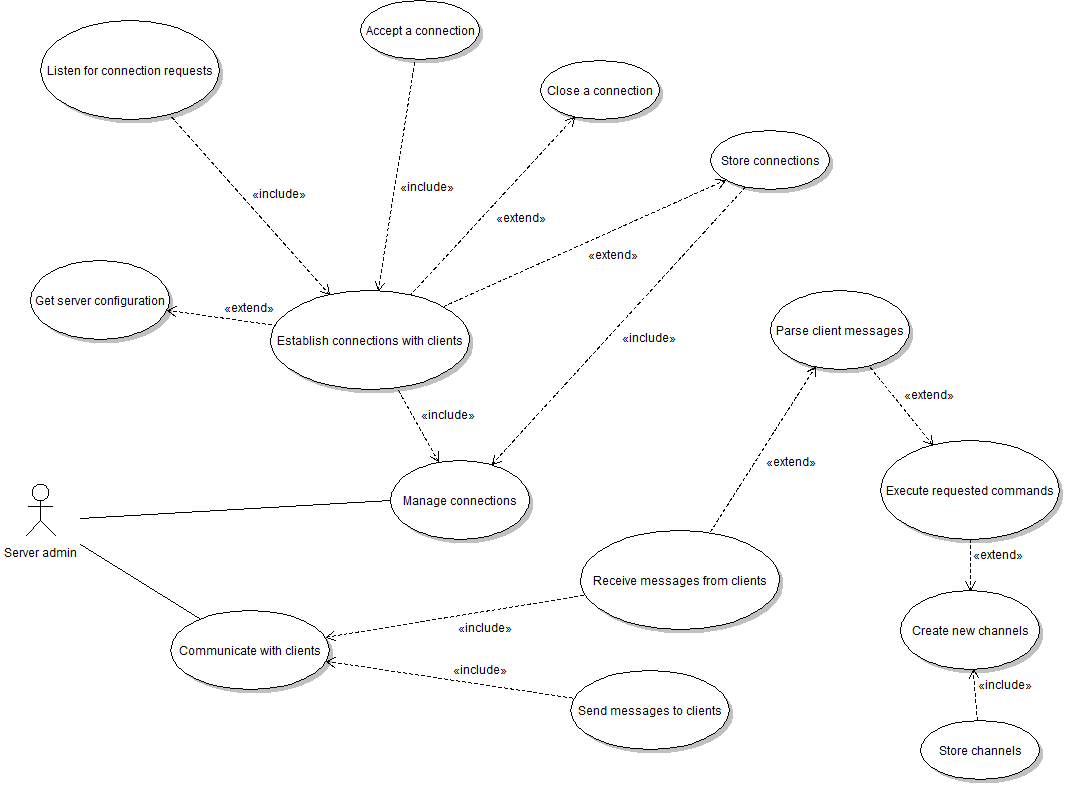 Accept a connection
Listen for connection requests
Close a connection
Store connections
«include»
«include»
«extend»
«extend»
Get server configuration
«extend»
Establish connections with clients
«include»
Parse client messages
«extend»
«include»
«extend»
Manage connections
Execute requested commands
Server admin
«extend»
Receive messages from clients
«include»
Create new channels
Communicate with clients
«include»
«include»
Send messages to clients
Store channels